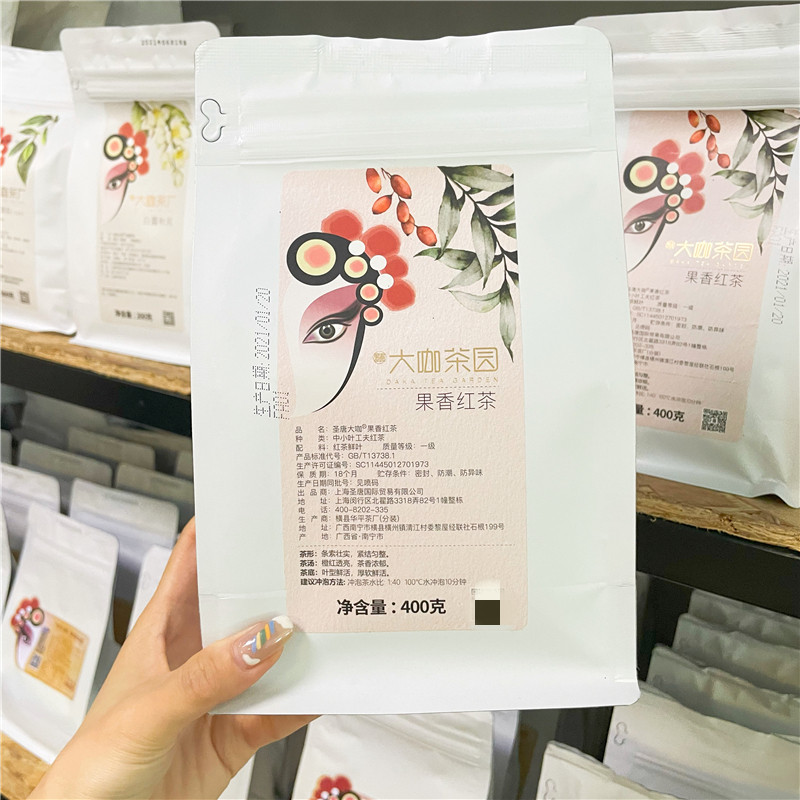 大咖茶园
DAKA TEA GARDEN
果香红茶
生产日期:2021/01/20
品 名：圣唐大咖®果香红茶
种 类：中小叶工夫红茶
配 料：红茶鲜叶 质量等级：一级
产品标准代号：GB/T13738.1
生产许可证编号：SC11445012701973
保 质 期：18个月 贮存条件：密封、防潮、防异味
生产日期同批号：见喷码
出 品 商：上海圣唐国际贸易有限公司
地 址：上海闵行区北翟路3318弄82号1幢整栋
电 话：400-8202-335
生 产 商：横县华平茶厂(分装)
地 址：广西南宁市横县横州镇清江村委黎屋经联社石根199号
产 地：广西省·南宁市
茶形：条索壮实，紧结匀整。
茶汤：橙红透亮，茶香浓郁。
茶底：叶型鲜活，厚软鲜活。
建议冲泡方法：冲泡茶水比 1:40 100℃水冲泡10分钟
净含量：400克
大咖茶园
果香红茶
2021/01/20
净含量：400克
净含量：200克